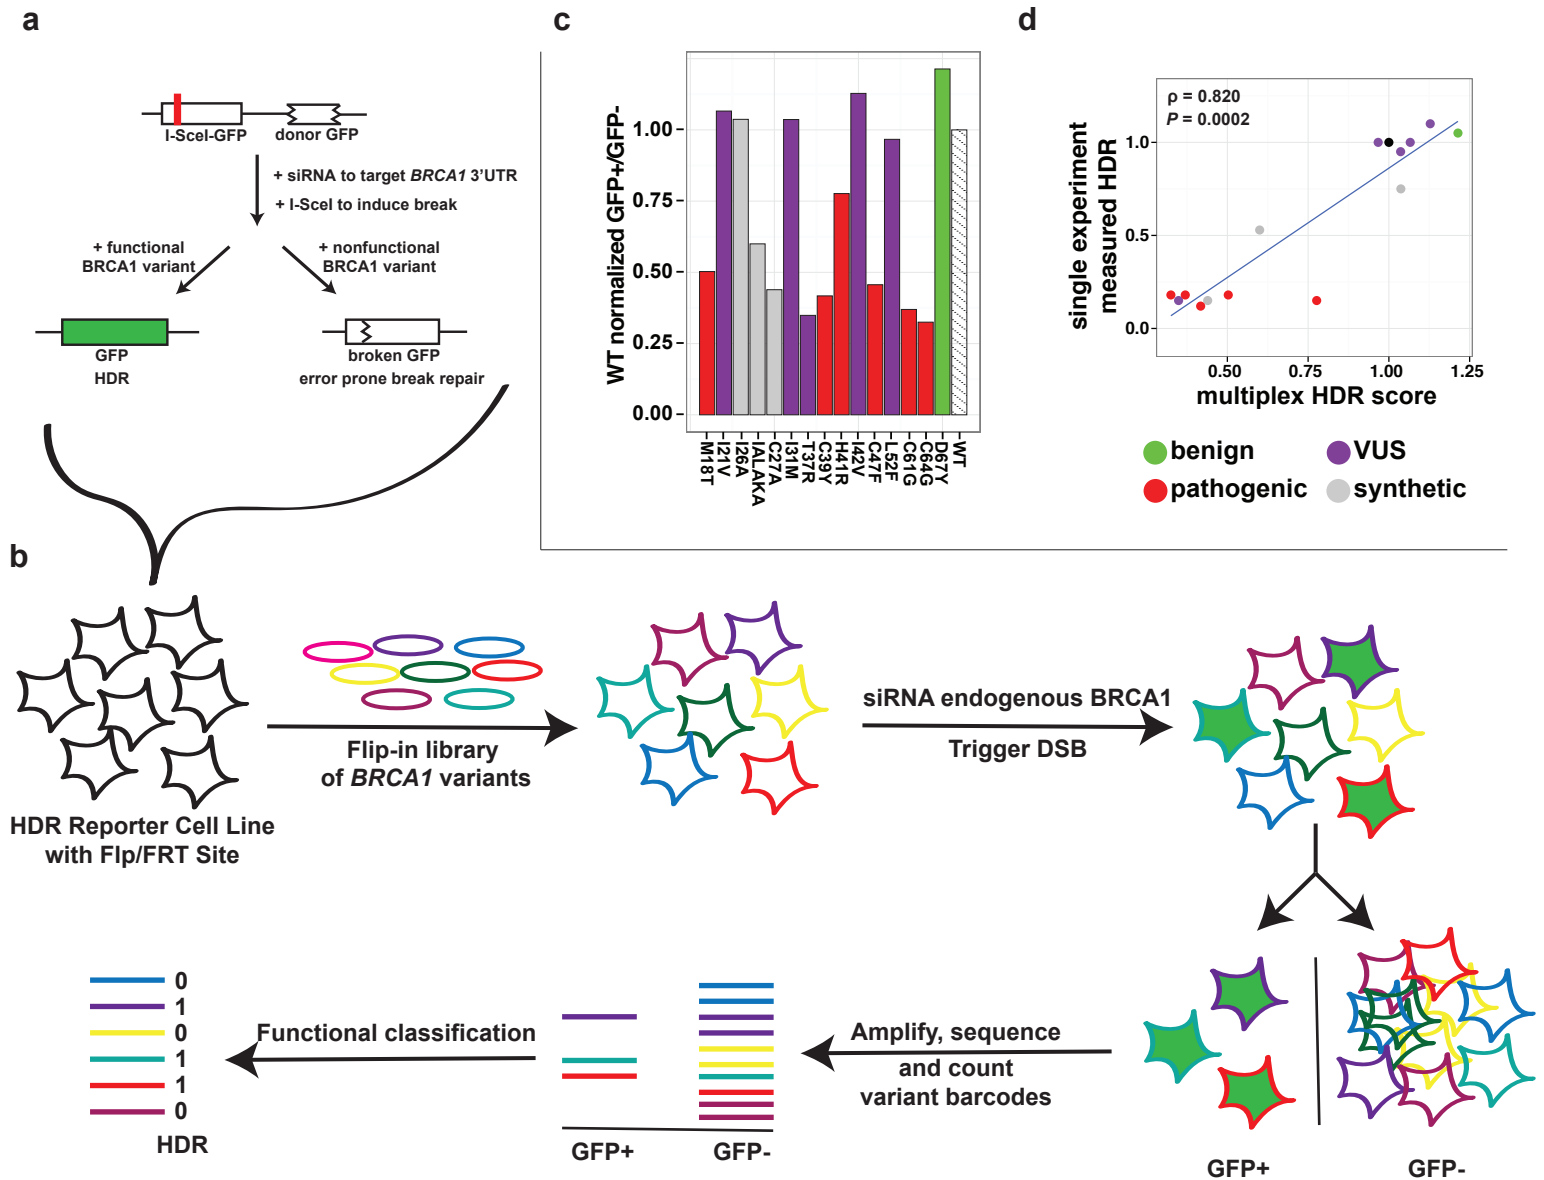 a
I-SceI-GFP
donor GFP
+ siRNA to target BRCA1 3'UTR
+ I-SceI to induce break
+ functional
BRCA1 variant
+ nonfunctional
BRCA1 variant
GFP
HDR
broken GFP
error prone break repair
c
WT normalized GFP+/GFP-
1.00
0.75
0.50
0.25
0.00
M18T
I21V
I26A
IALAKA
C27A
I31M
T37R
C39Y
H41R
I42V
C47F
L52F
C61G
C64G
D67Y
WT
d
ρ = 0.820
P = 0.0002
single experiment
measured HDR
1.0
0.5
0.0
0.50
0.75
1.00
1.25
multiplex HDR score
benign
VUS
pathogenic
synthetic
b
HDR Reporter Cell Line
with Flp/FRT Site
Flip-in library
of BRCA1 variants
siRNA endogenous BRCA1
Trigger DSB
GFP+
GFP-
Amplify, sequence
and count
variant barcodes
GFP+
GFP-
Functional classification
0
1
0
1
1
0
HDR